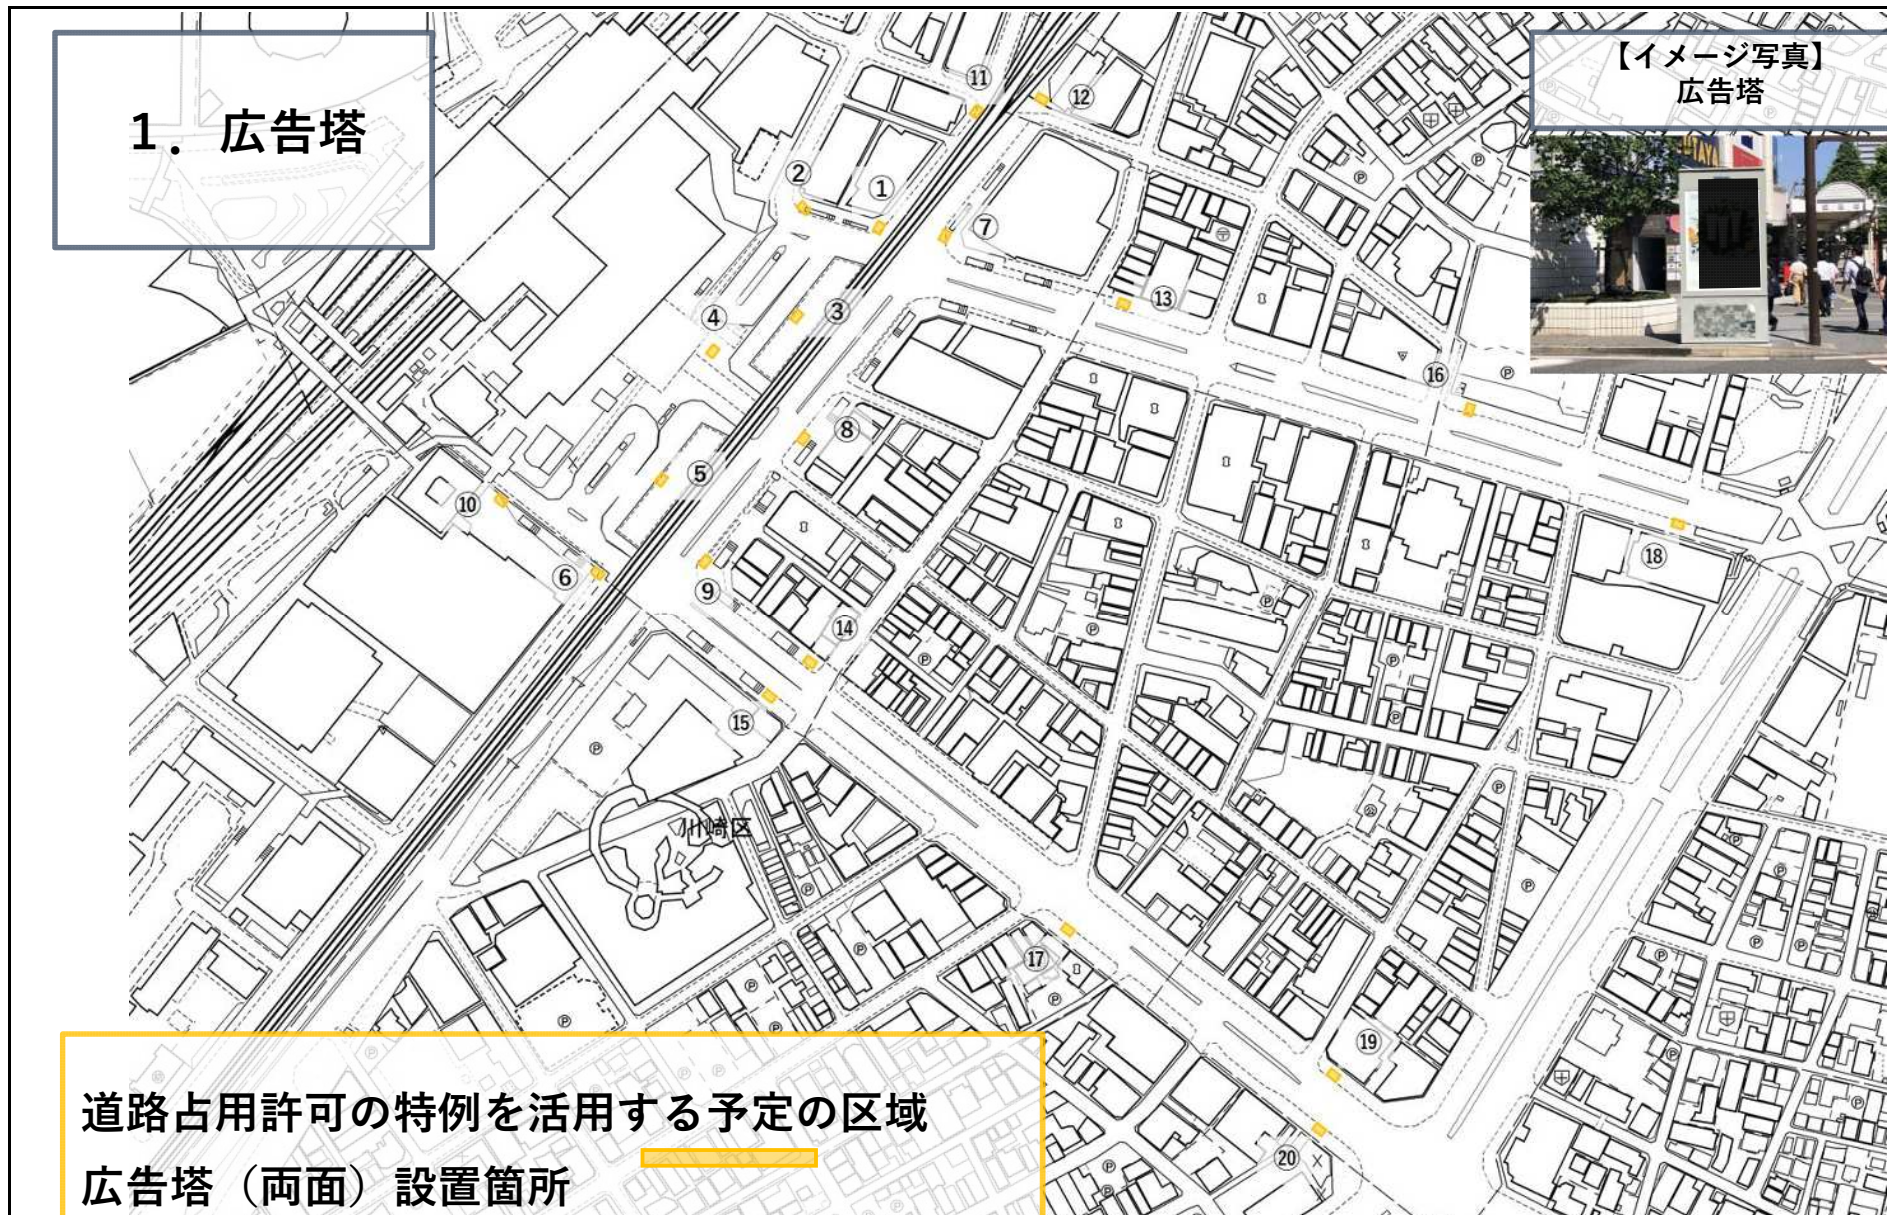 1．広告塔
【イメージ写真】
広告塔
TAYA
⑪
⑫
②
①
⑦
⑬
③
④
⑯
⑧
⑤
⑩
⑱
⑥
⑨
⑭
⑮
川崎区
⑰
⑲
⑳
道路占用許可の特例を活用する予定の区域
広告塔（両面）設置箇所